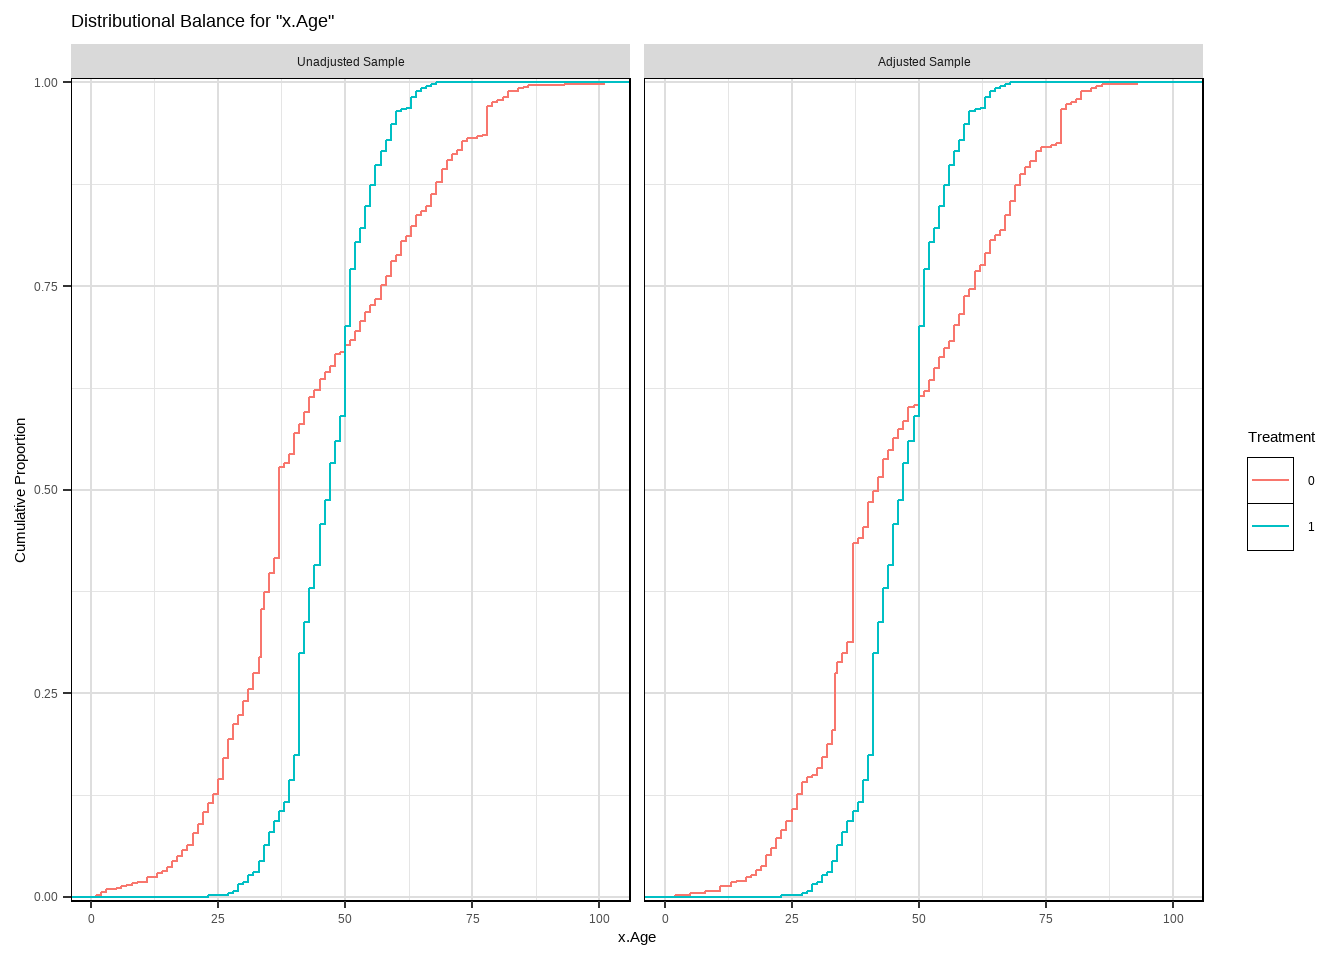 Distributional Balance for "x.Age"
Unadjusted Sample
Adjusted Sample
1.00
0.75
0.50
0.25
0.00
Cumulative Proportion
0 25 50 75 100
0 25 50 75 100
x.Age
Treatment
0
1